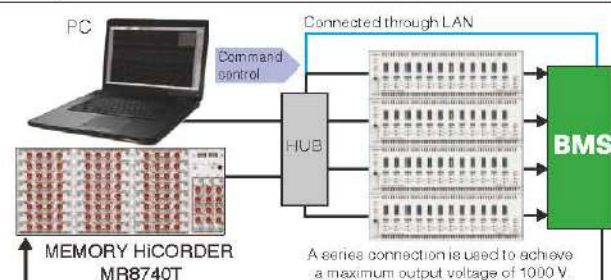 PC
Connected through LAN
Command
control
HUB
BMS
MEMORY HiCORDER
MR8740T
A series connection is used to achieve
a maximum output voltage of 1000 V.